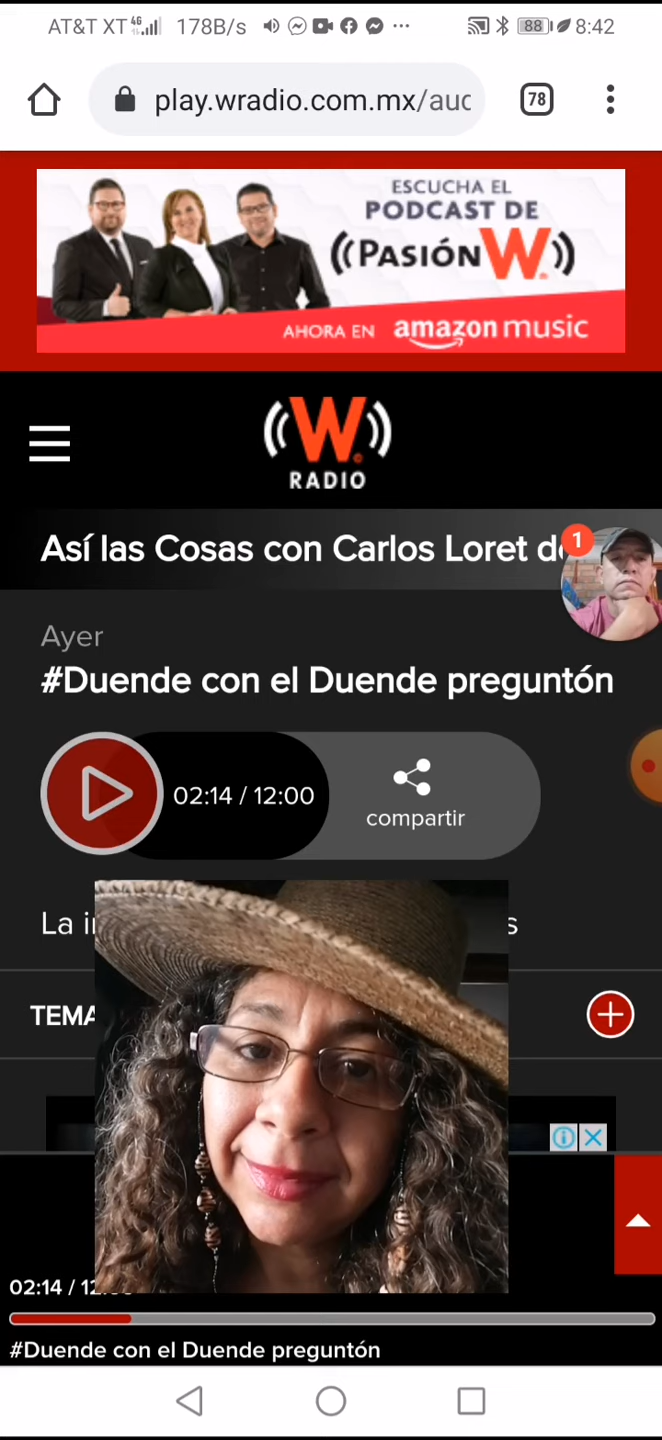 AT&T XT 4G 178B/s ... 88 8:42
play.wradio.com.mx/auc
78
ESCUCHA EL
PODCAST DE
PASIÓN W
AHORA EN amazon music
W
RADIO
Así las Cosas con Carlos Loret d
1
Ayer
#Duende con el Duende preguntón
02:14 / 12:00
compartir
La
TEMA
02:14 / 12:00
#Duende con el Duende preguntón